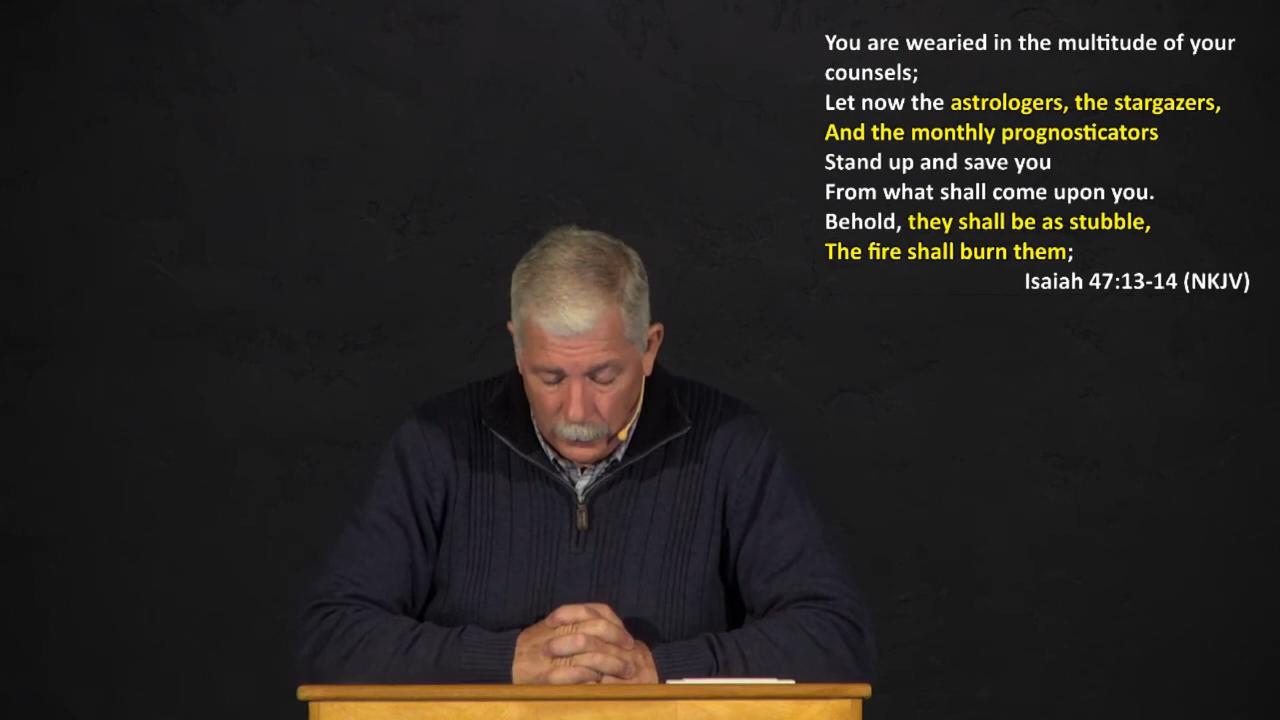 You are wearied in the multitude of your
counsels;
Let now the astrologers, the stargazers,
And the monthly prognosticators
Stand up and save you
From what shall come upon you.
Behold, they shall be as stubble,
The fire shall burn them;
Isaiah 47:13-14 (NKJV)